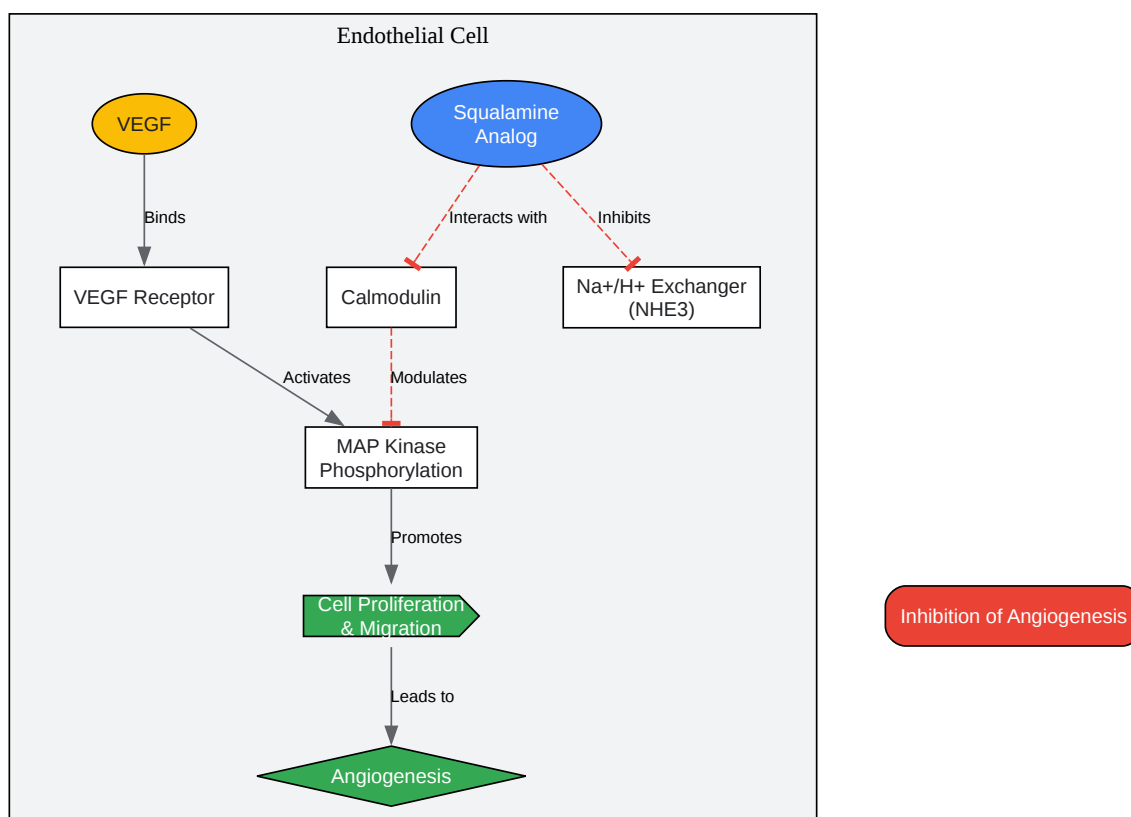 Endothelial Cell
VEGF
Squalamine
Analog
Binds
Interacts with
Inhibits
VEGF Receptor
Calmodulin
Na+/H+ Exchanger
(NHE3)
Activates
Modulates
MAP Kinase
Phosphorylation
Promotes
Cell Proliferation
& Migration
Inhibition of Angiogenesis
Leads to
Angiogenesis